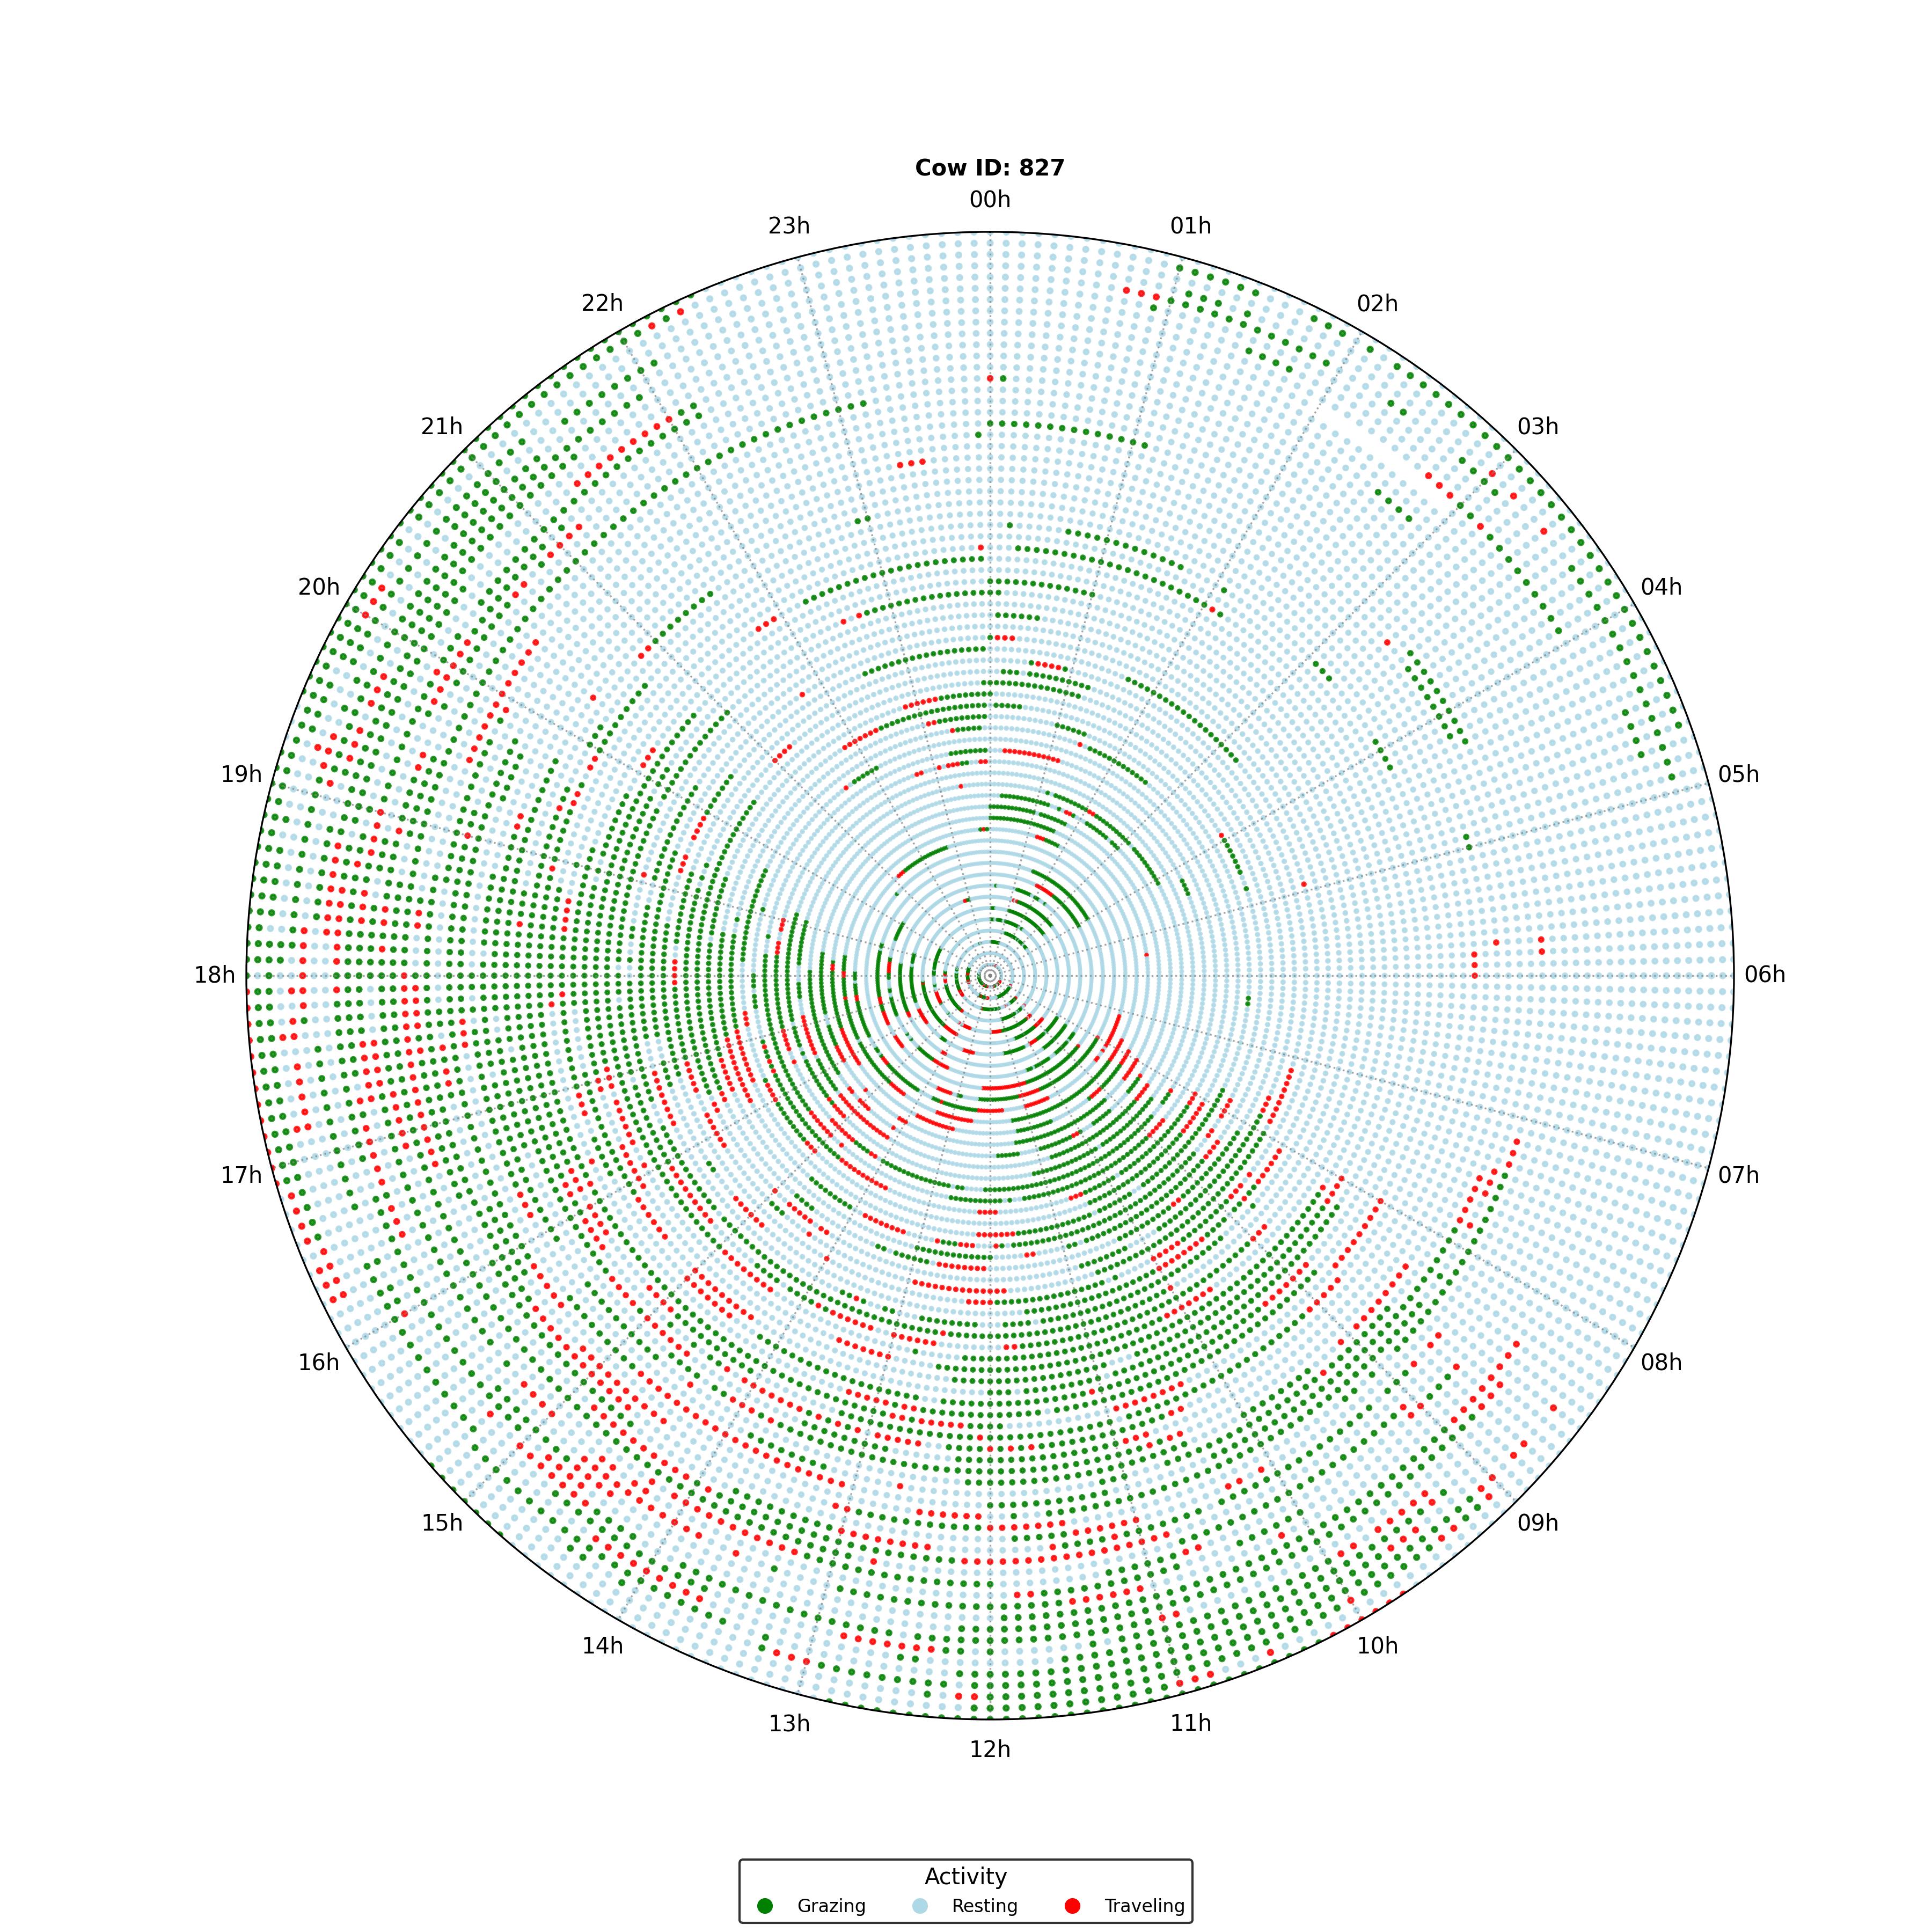 Cow ID: 827
00h
01h
02h
03h
04h
05h
06h
07h
08h
09h
10h
11h
12h
13h
14h
15h
16h
17h
18h
19h
20h
21h
22h
23h
Activity
Grazing Resting Traveling